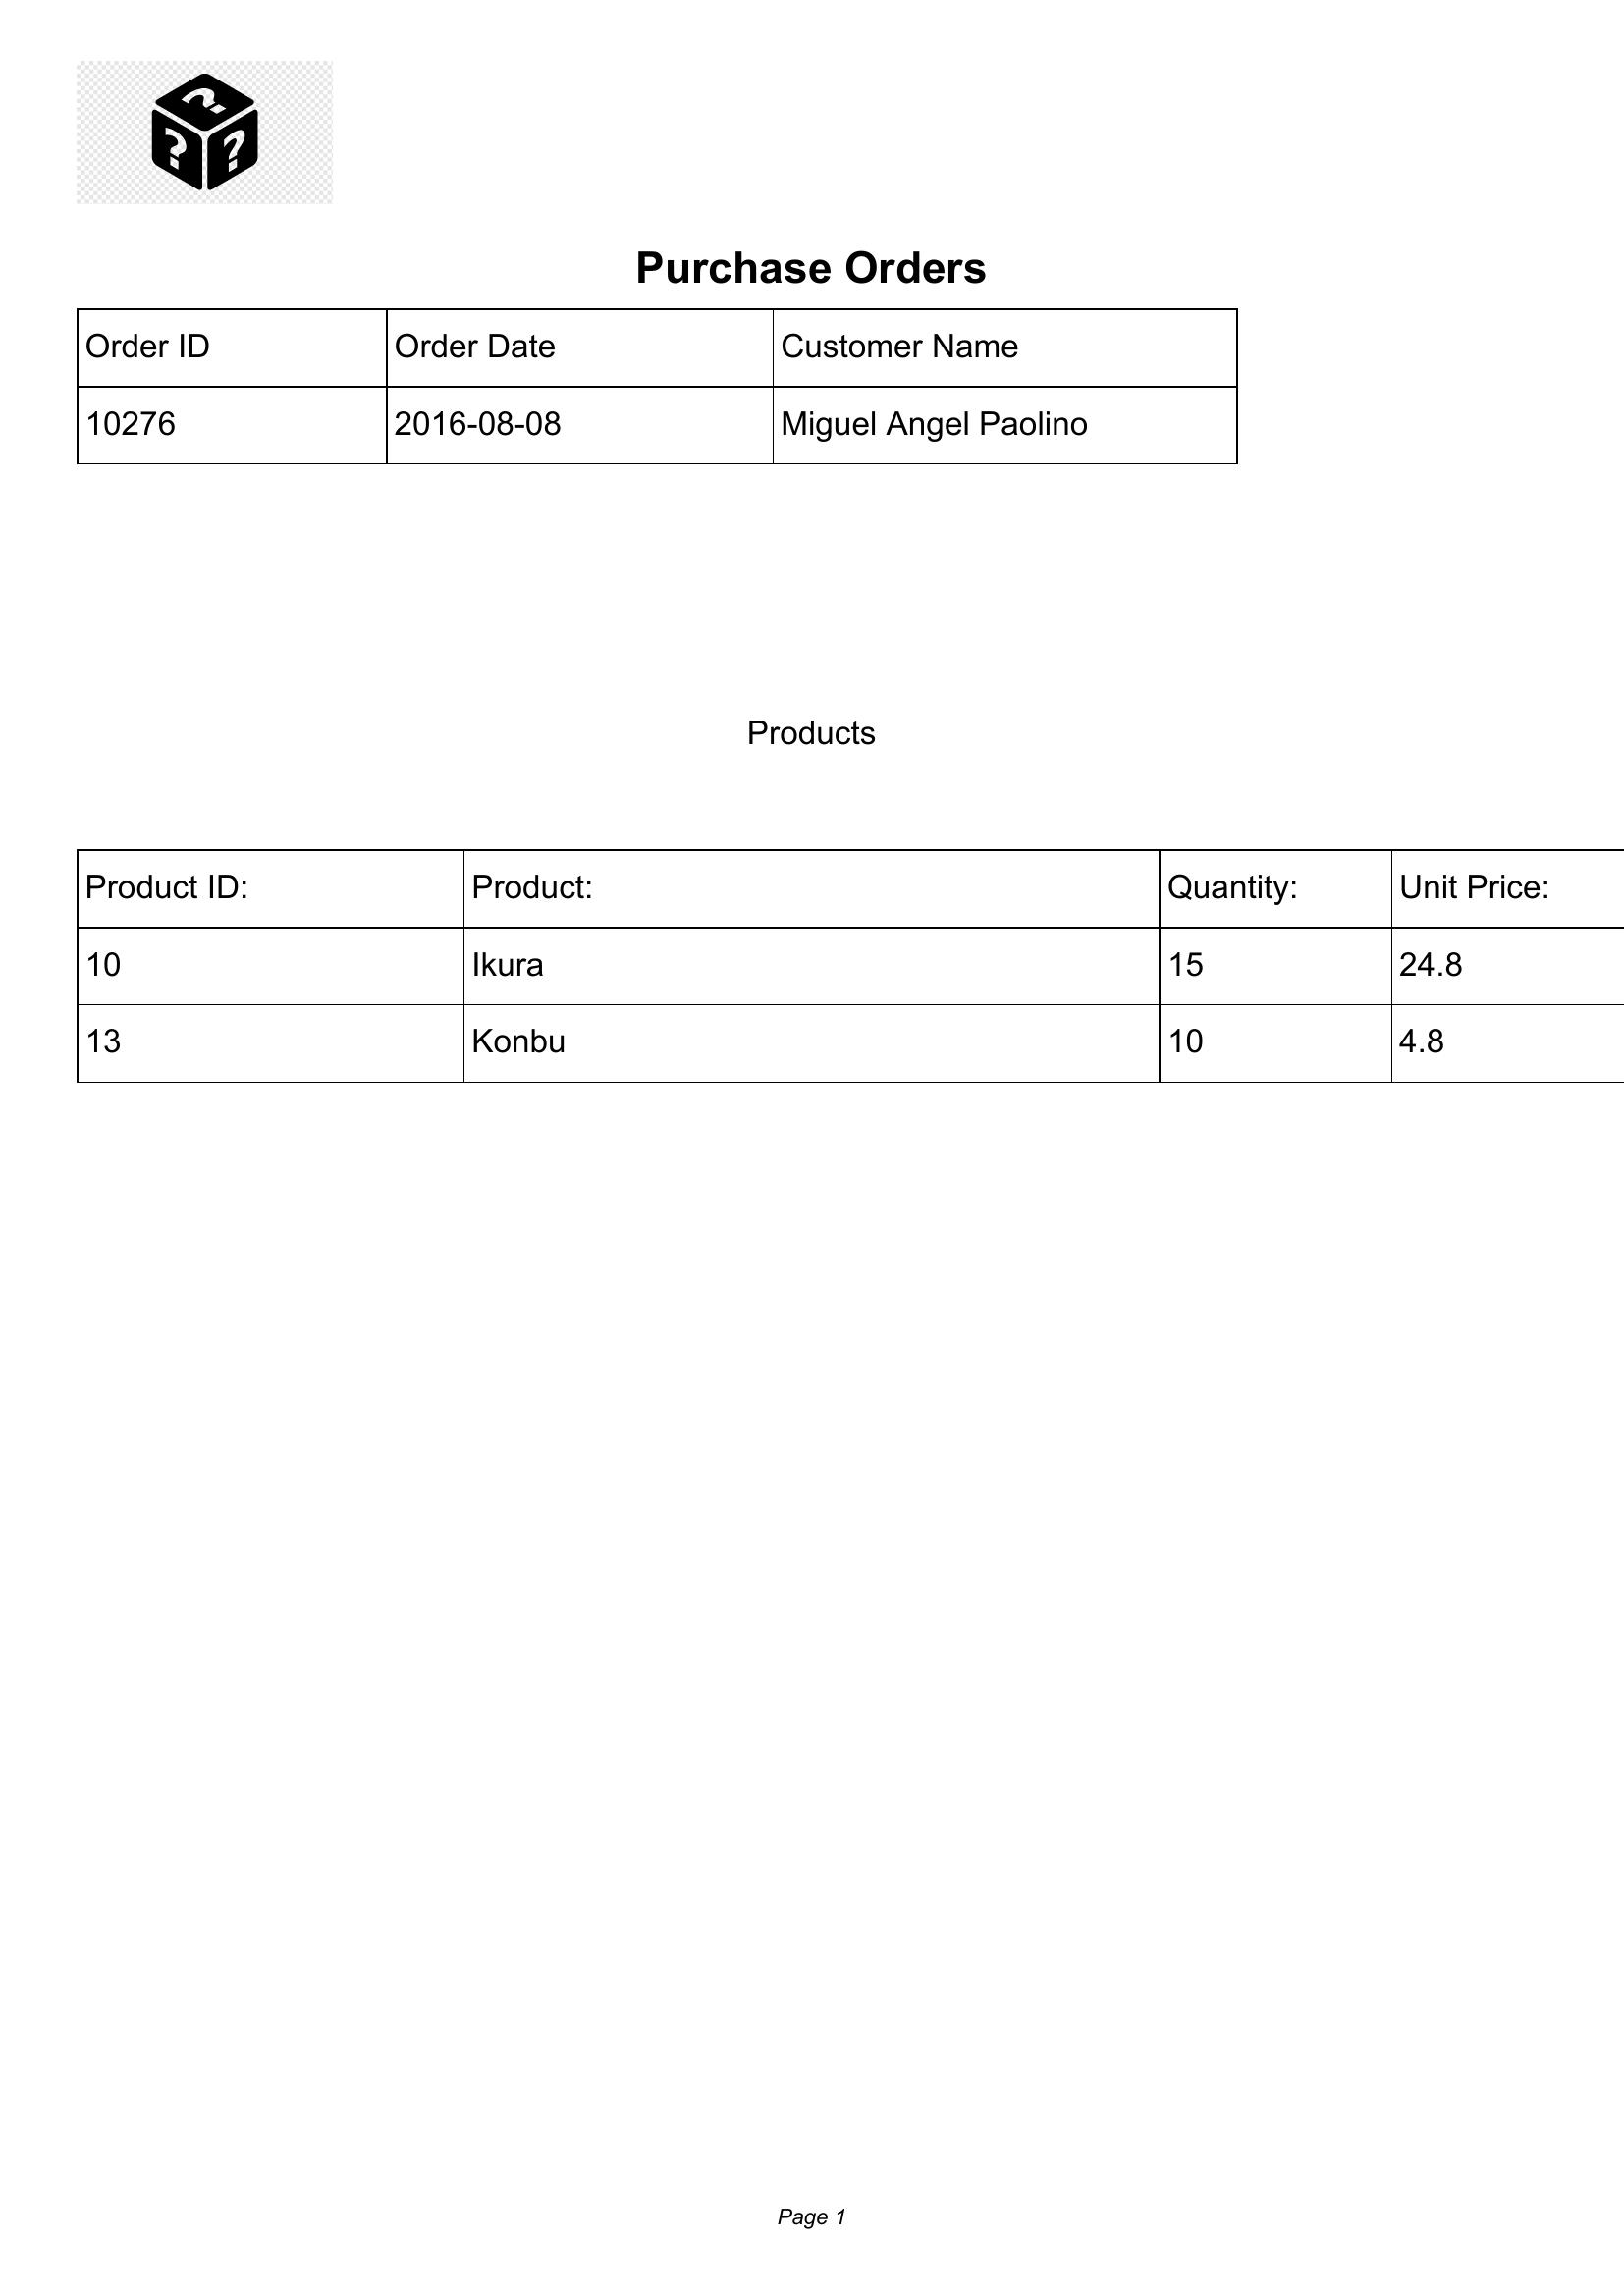 Purchase Orders
Order ID Order Date Customer Name
10276 2016-08-08 Miguel Angel Paolino
Products
Product ID: Product: Quantity: Unit Price:
10 Ikura 15 24.8
13 Konbu 10 4.8
Page 1